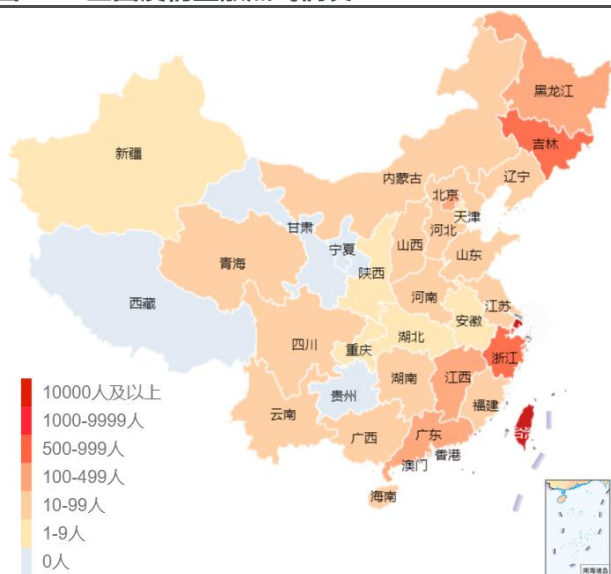 黑龙江
吉林
新疆
辽宁
内蒙古
北京
天津
甘肃
宁夏
河北
山西
山东
青海
陕西
西藏
河南
江苏
安徽
四川
湖北
重庆
浙江
湖南
江西
贵州
福建
云南
广西
广东
香港
澳门
海南
10000人及以上
1000-9999人
500-999人
100-499人
10-99人
1-9人
0人
南海诸岛